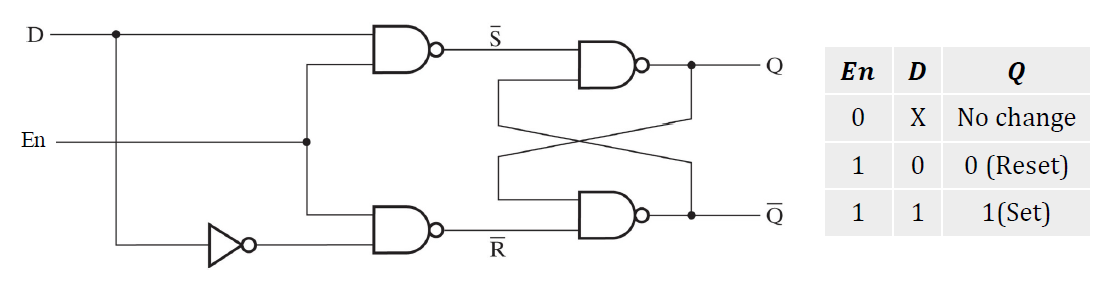 D
S̅
Q
En
R̅
Q̅
En D Q
0 X No change
1 0 0 (Reset)
1 1 1(Set)